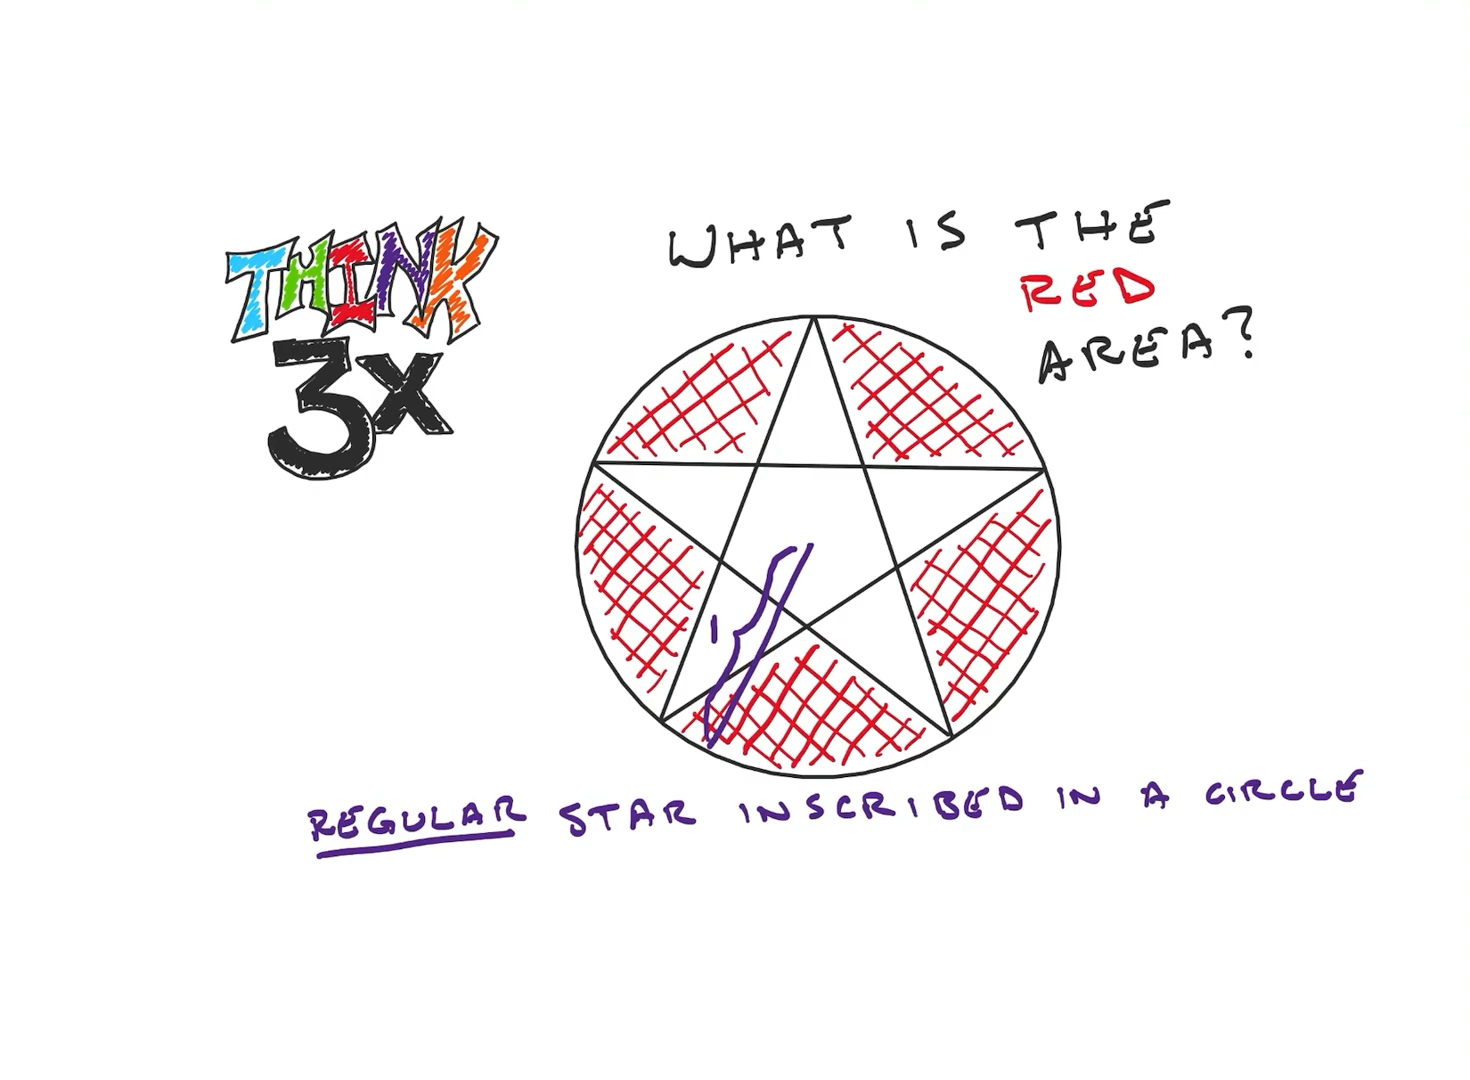 THINK
3x
WHAT IS THE
RED
AREA?
1
REGULAR STAR INSCRIBED IN A CIRCLE